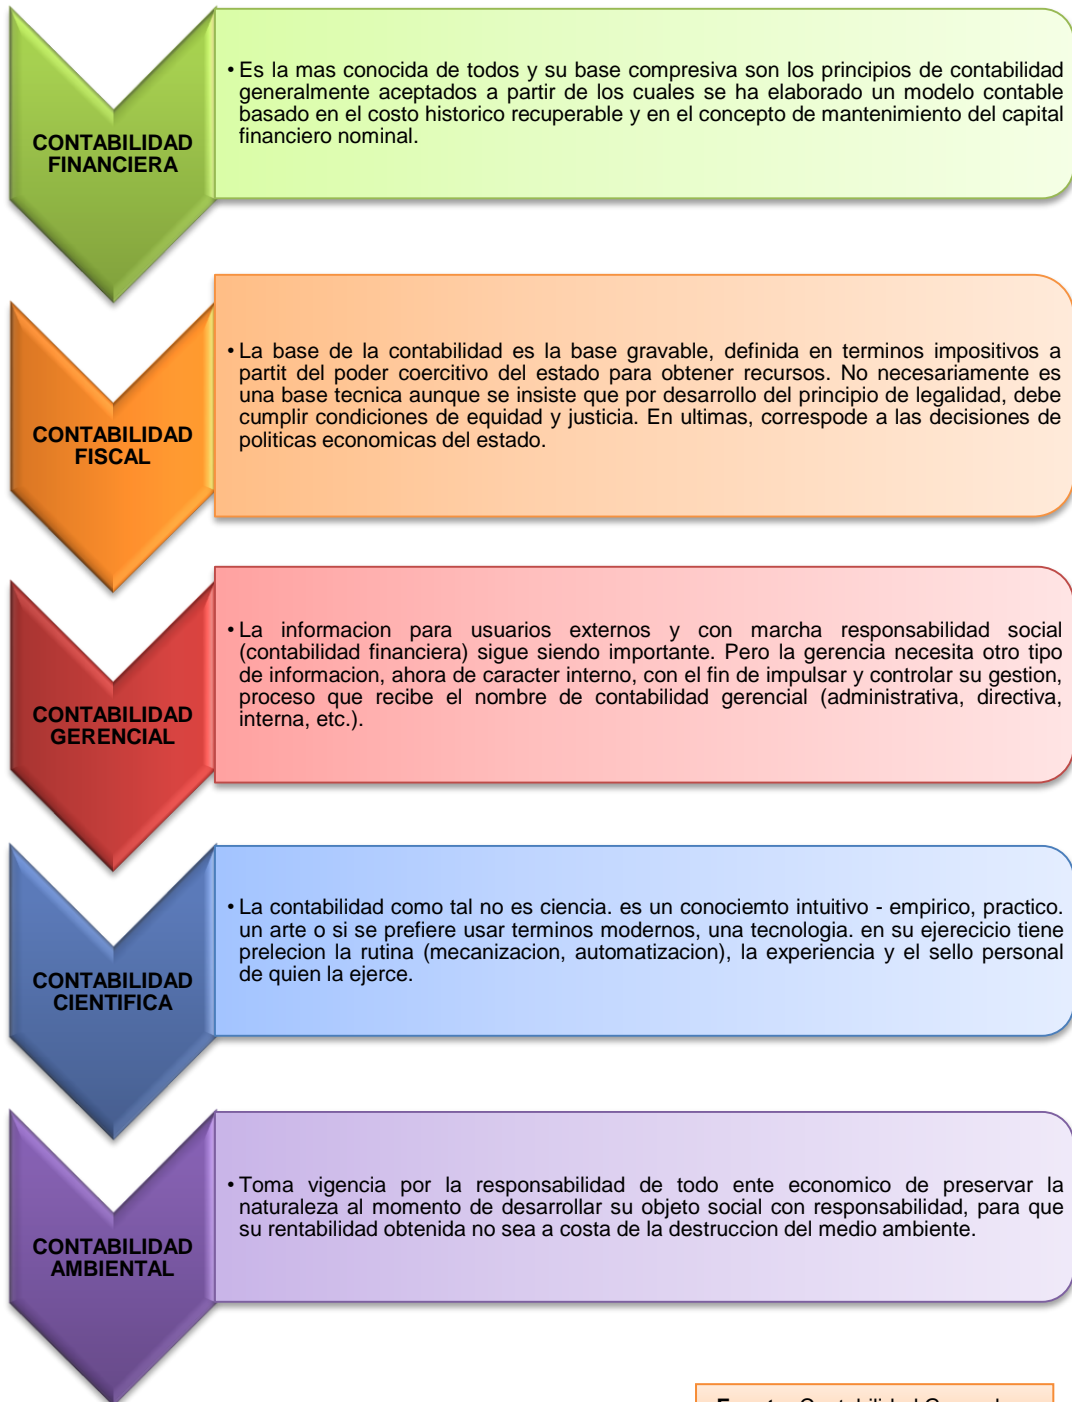 CONTABILIDAD
FINANCIERA
• Es la mas conocida de todos y su base compresiva son los principios de contabilidad
generalmente aceptados a partir de los cuales se ha elaborado un modelo contable
basado en el costo historico recuperable y en el concepto de mantenimiento del capital
financiero nominal.
CONTABILIDAD
FISCAL
• La base de la contabilidad es la base gravable, definida en terminos impositivos a
partit del poder coercitivo del estado para obtener recursos. No necesariamente es
una base tecnica aunque se insiste que por desarrollo del principio de legalidad, debe
cumplir condiciones de equidad y justicia. En ultimas, correspode a las decisiones de
politicas economicas del estado.
CONTABILIDAD
GERENCIAL
• La informacion para usuarios externos y con marcha responsabilidad social
(contabilidad financiera) sigue siendo importante. Pero la gerencia necesita otro tipo
de informacion, ahora de caracter interno, con el fin de impulsar y controlar su gestion,
proceso que recibe el nombre de contabilidad gerencial (administrativa, directiva,
interna, etc.).
CONTABILIDAD
CIENTIFICA
• La contabilidad como tal no es ciencia. es un conociemto intuitivo - empirico, practico.
un arte o si se prefiere usar terminos modernos, una tecnologia. en su ejerecicio tiene
prelecion la rutina (mecanizacion, automatizacion), la experiencia y el sello personal
de quien la ejerce.
CONTABILIDAD
AMBIENTAL
• Toma vigencia por la responsabilidad de todo ente economico de preservar la
naturaleza al momento de desarrollar su objeto social con responsabilidad, para que
su rentabilidad obtenida no sea a costa de la destruccion del medio ambiente.